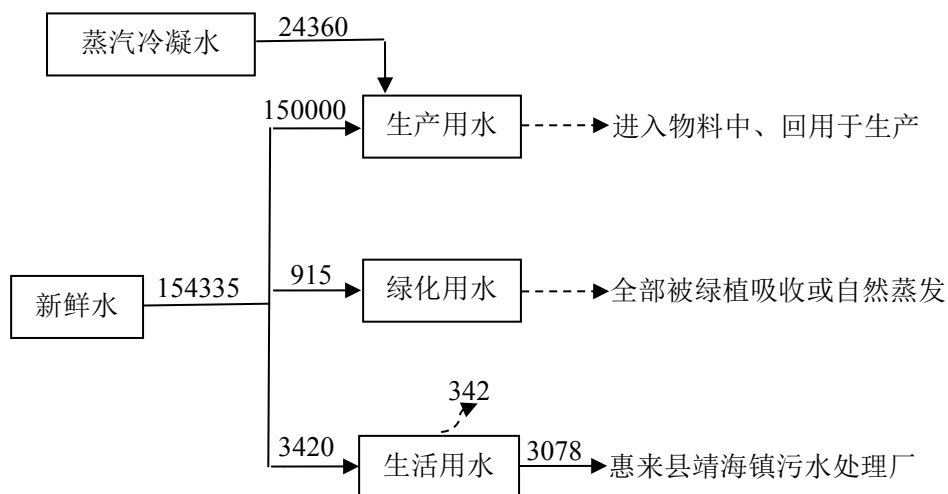 蒸汽冷凝水
24360
150000
生产用水
进入物料中、回用于生产
新鲜水
154335
915
绿化用水
全部被绿植吸收或自然蒸发
342
3420
生活用水
3078
惠来县靖海镇污水处理厂